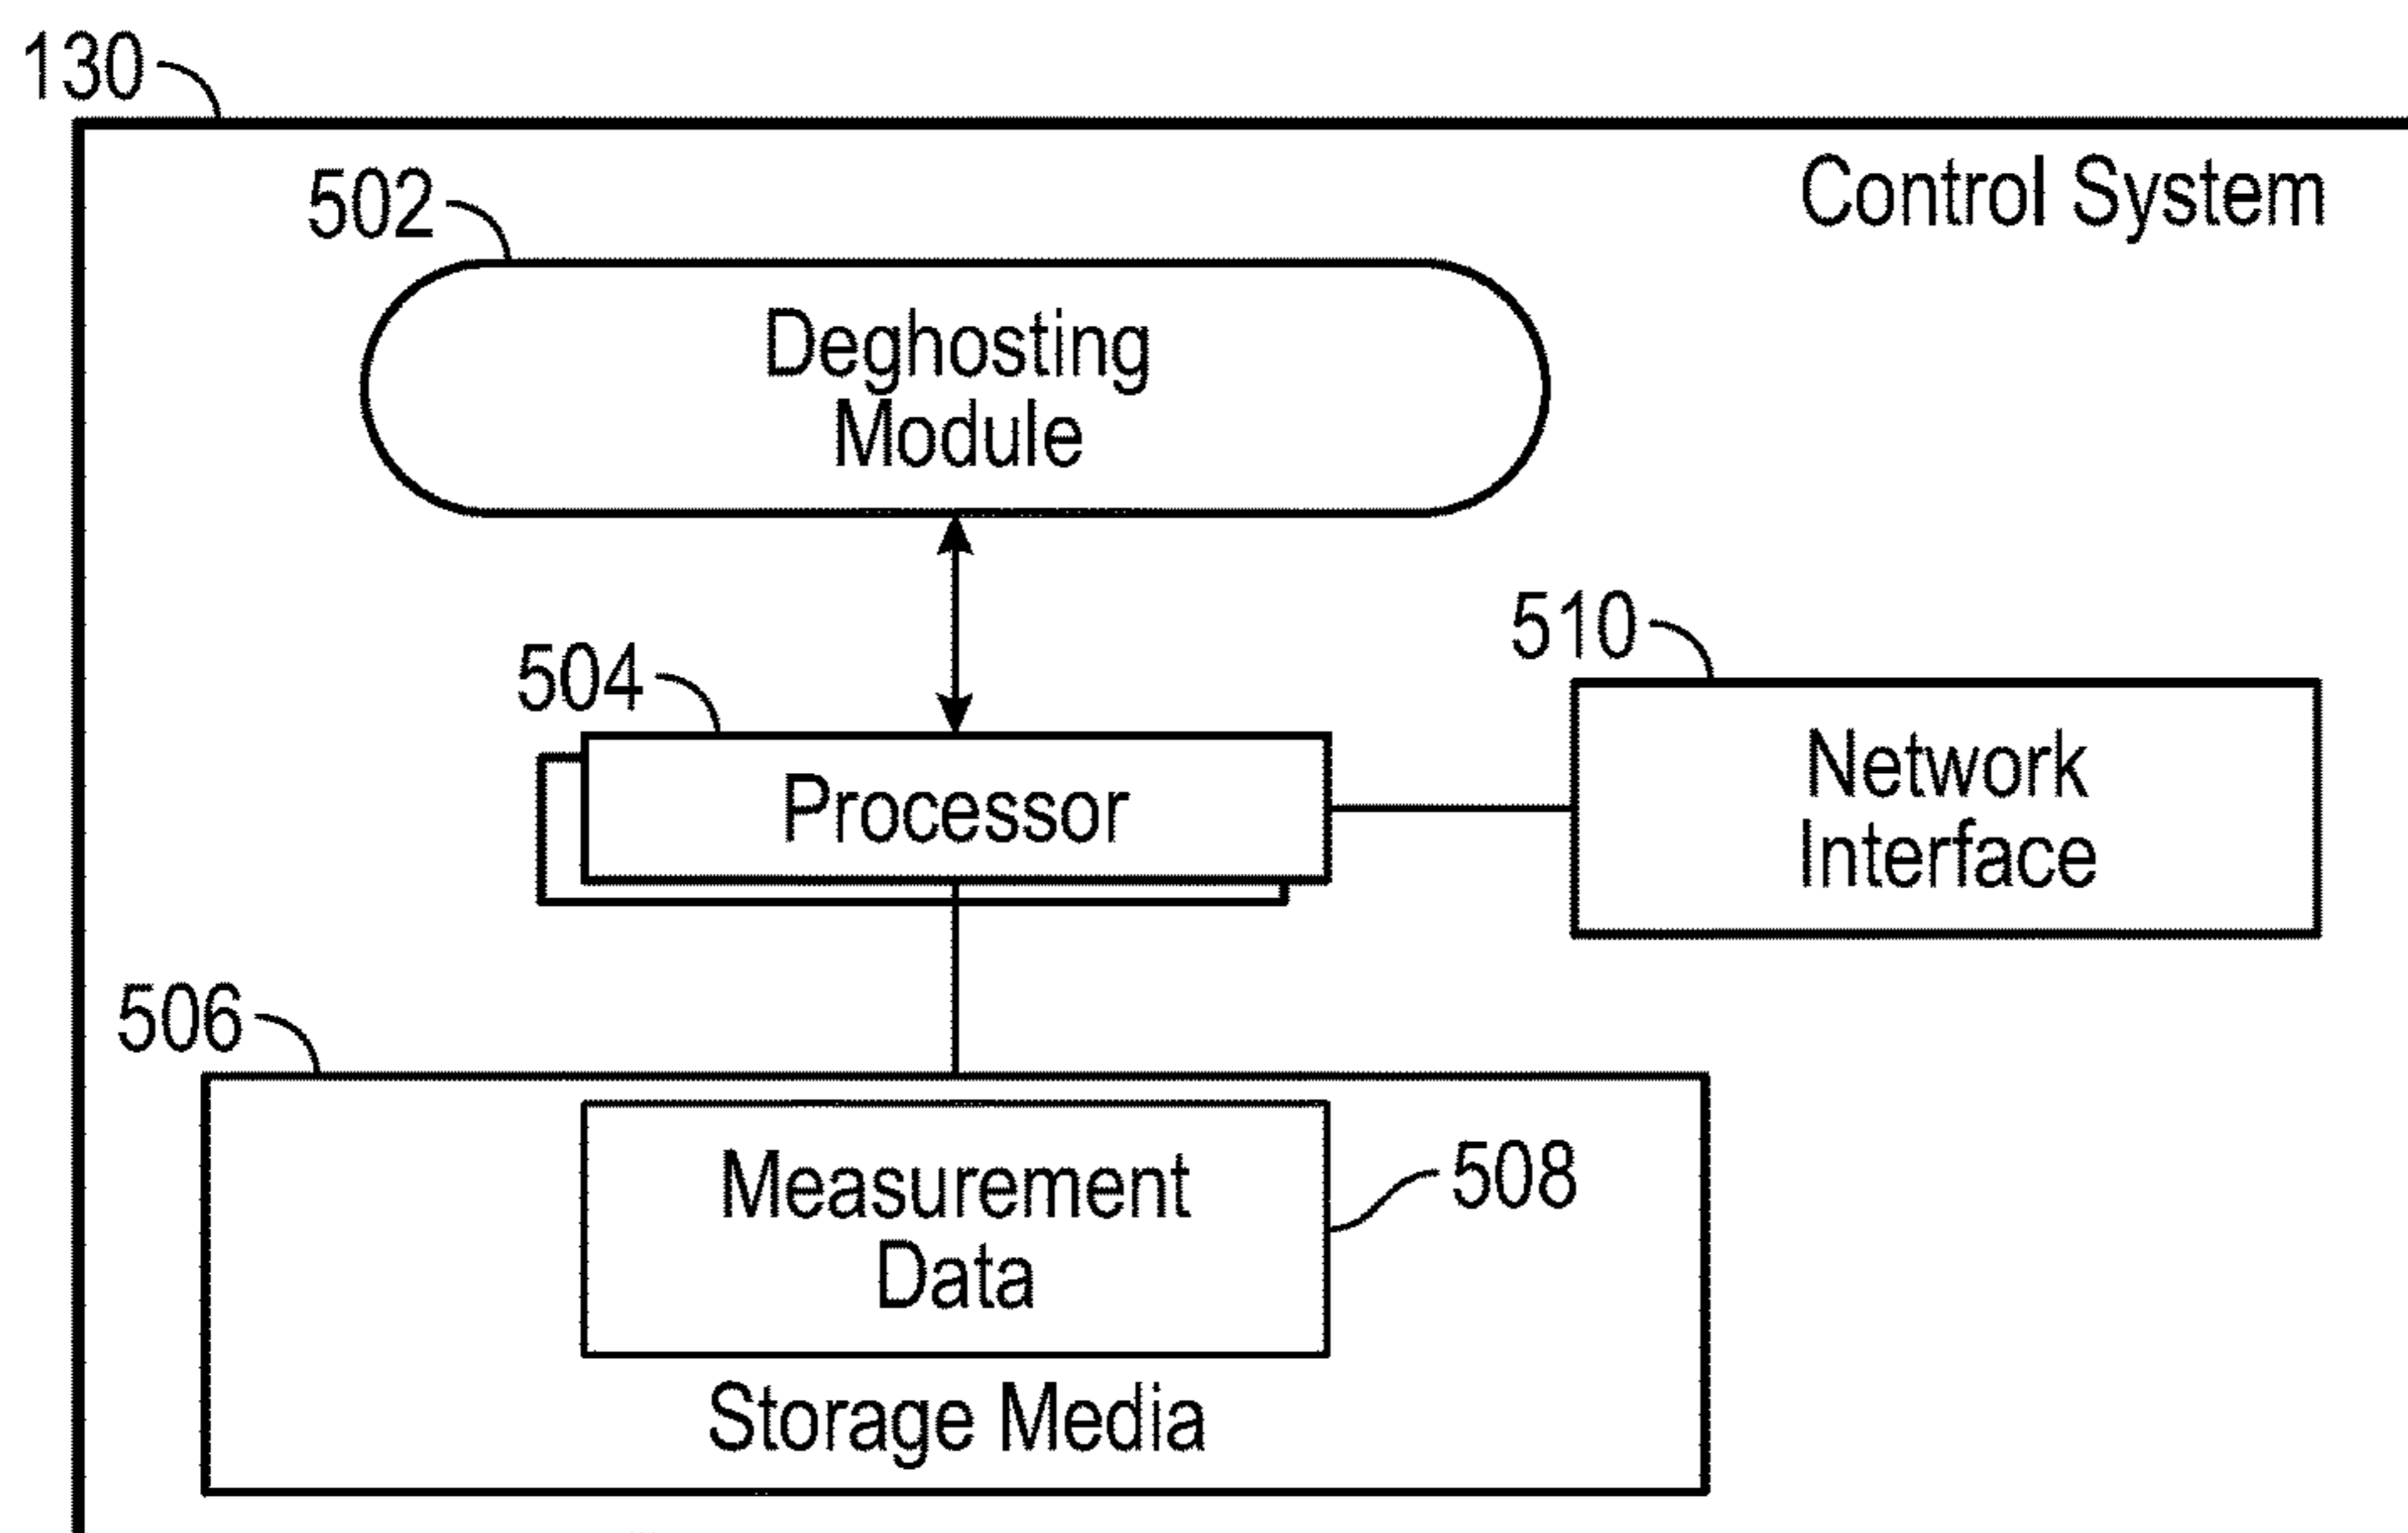 130
Control System
502
Deghosting
Module
504
Processor
510
Network
Interface
506
Measurement
Data
508
Storage Media